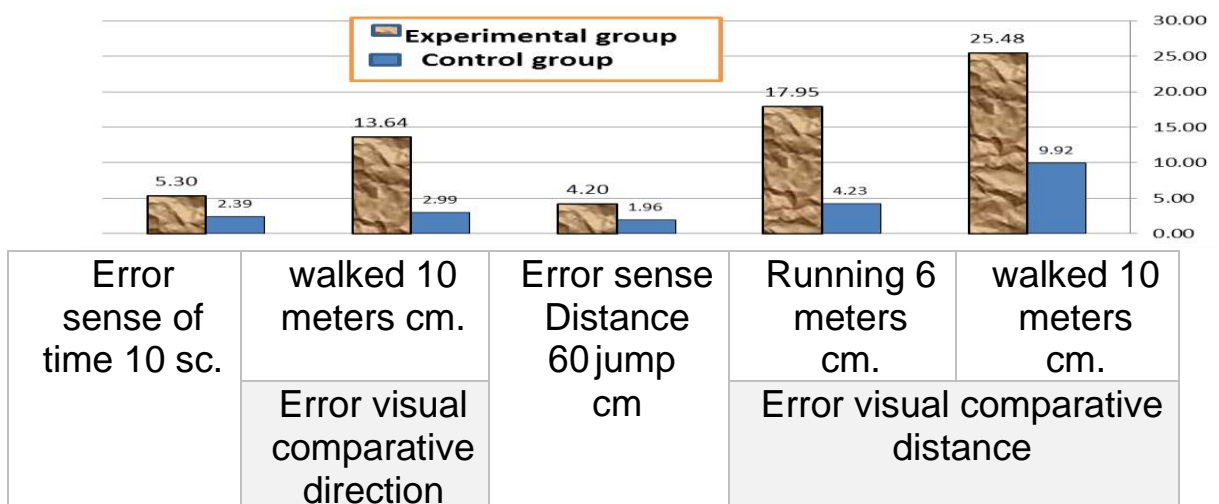 Experimental group
Control group
30.00
25.00
20.00
15.00
10.00
5.00
0.00
5.30
2.39
13.64
2.99
4.20
1.96
17.95
4.23
25.48
9.92
Error
sense of
time 10 sc.
walked 10
meters cm.
Error visual
comparative
direction
Error sense
Distance
60 jump
cm
Running 6
meters
cm.
walked 10
meters
cm.
Error visual comparative
distance